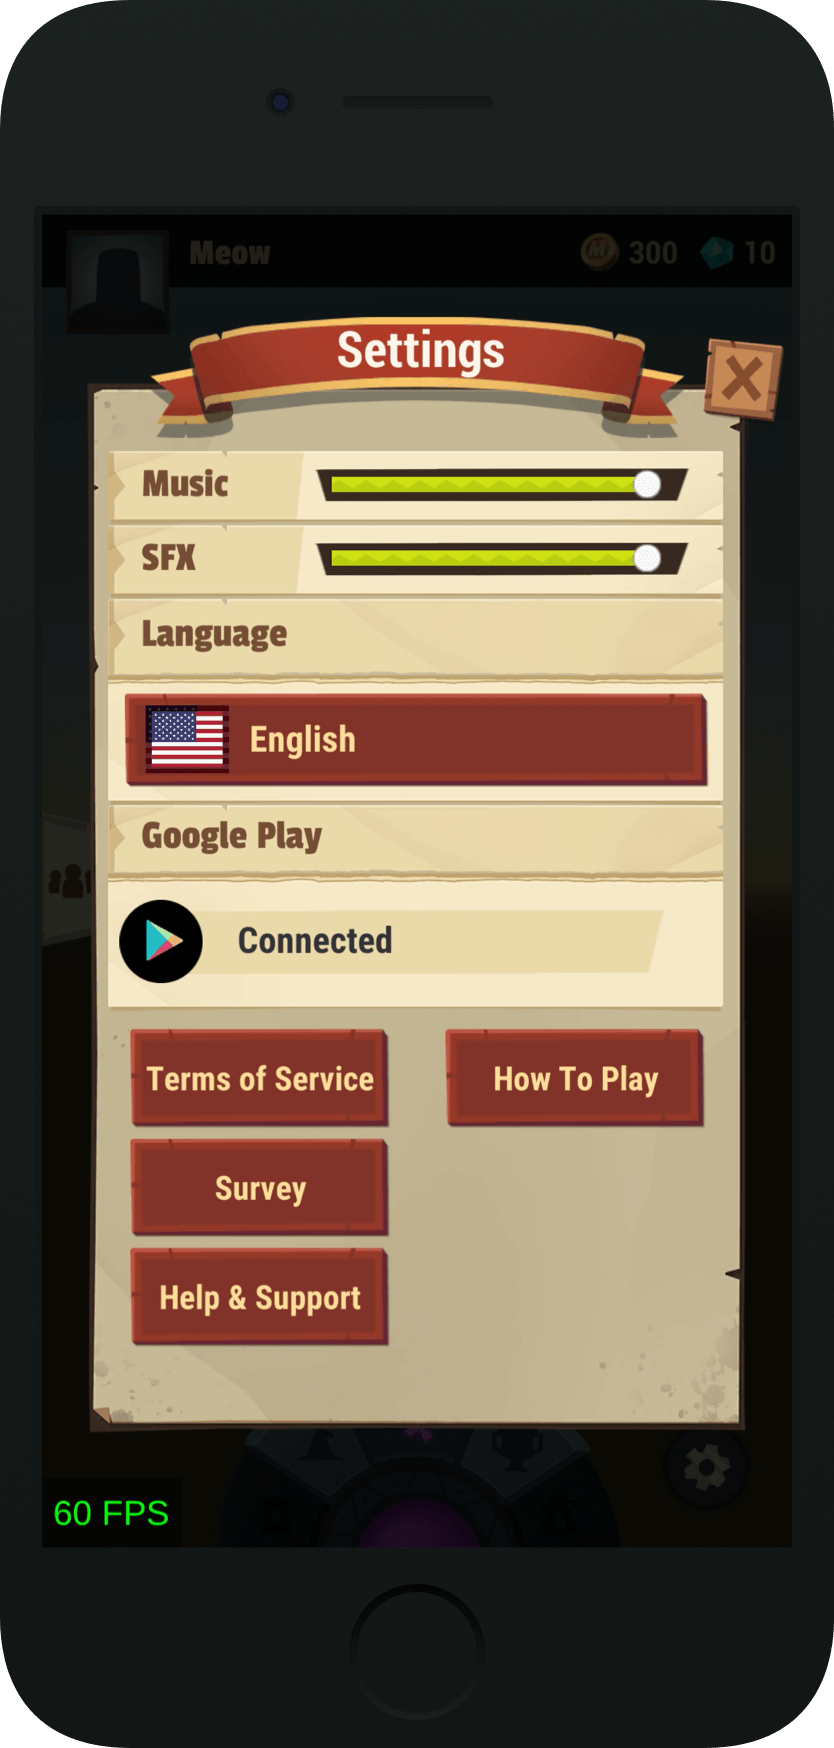 Meow
300
10
Settings
Music
SFX
Language
English
Google Play
Connected
Terms of Service
How To Play
Survey
Help & Support
60 FPS